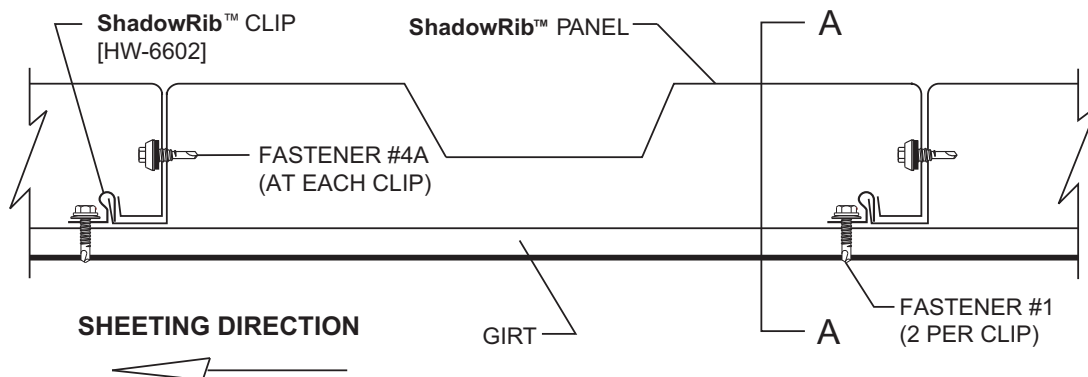 ShadowRib™ CLIP
[HW-6602]
ShadowRib™ PANEL
A
FASTENER #4A
(AT EACH CLIP)
SHEETING DIRECTION
GIRT
A
FASTENER #1
(2 PER CLIP)